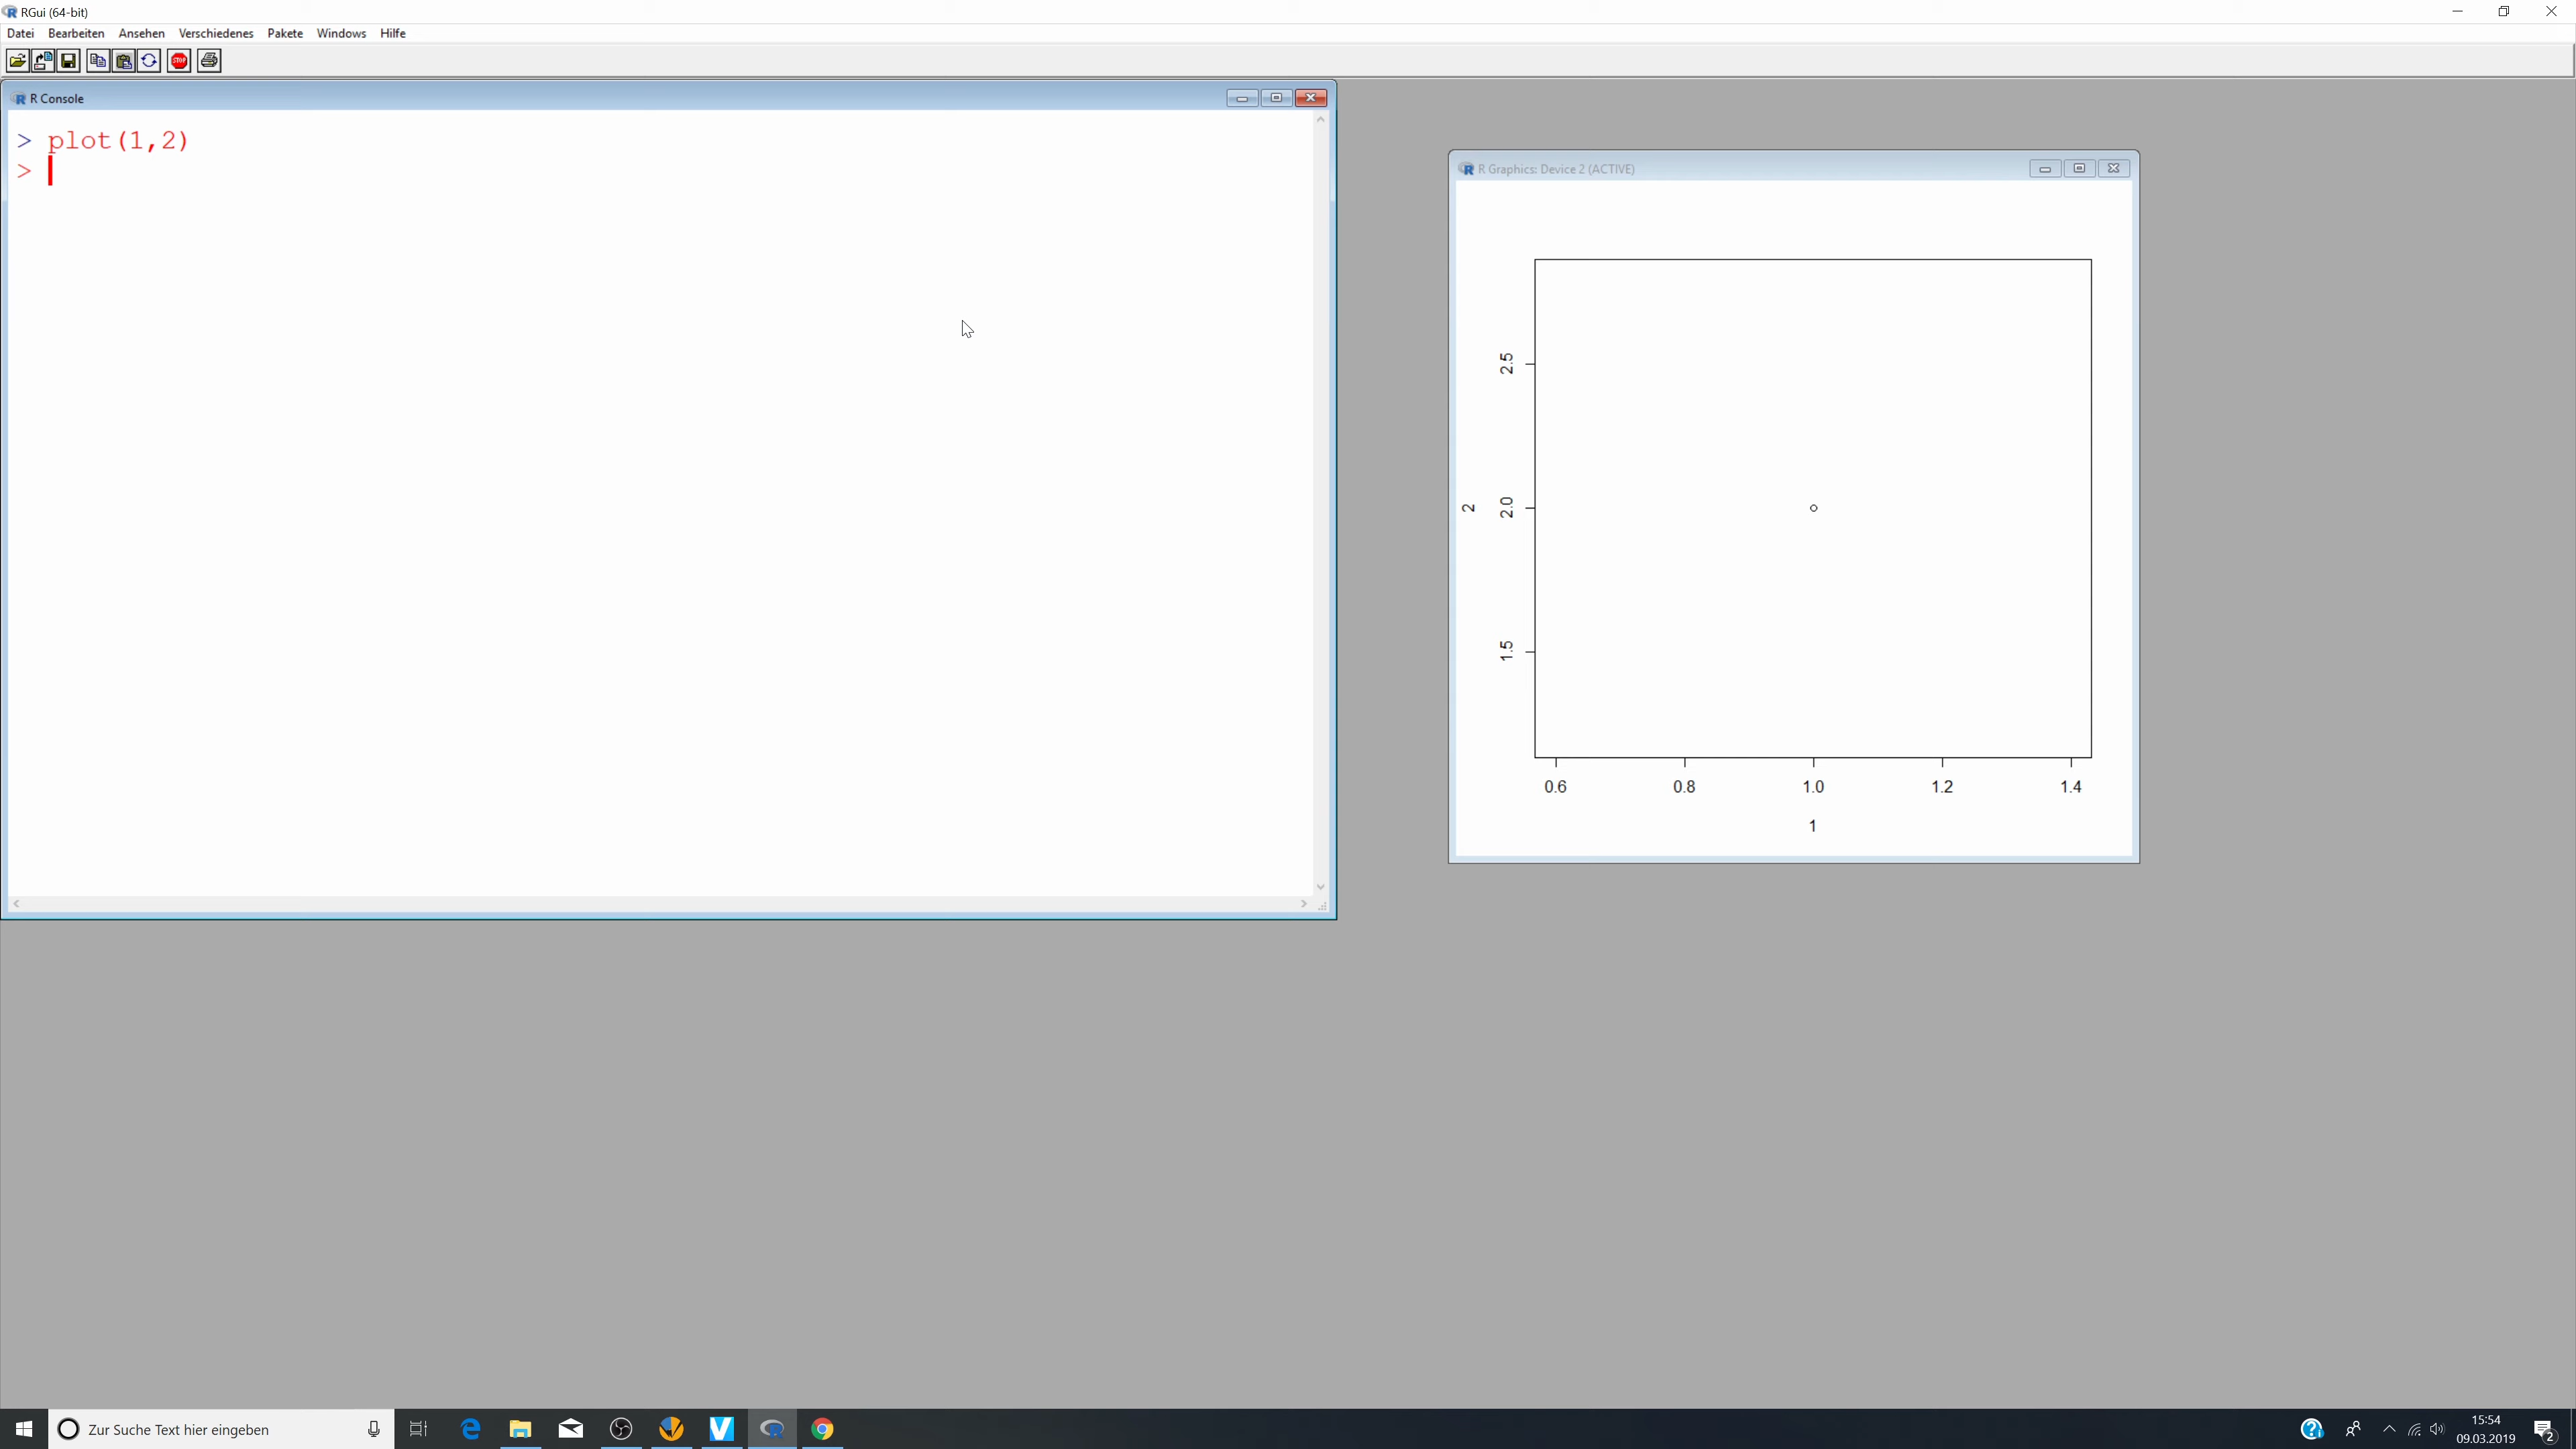 RGui (64-bit)
Datei Bearbeiten Ansehen Verschiedenes Pakete Windows Hilfe
STOP
R Console
> plot(1,2)
>
R Graphics: Device 2 (ACTIVE)
2.5
2.0
1.5
2
0.6 0.8 1.0 1.2 1.4
1
Zur Suche Text hier eingeben
15:54
09.03.2019
2